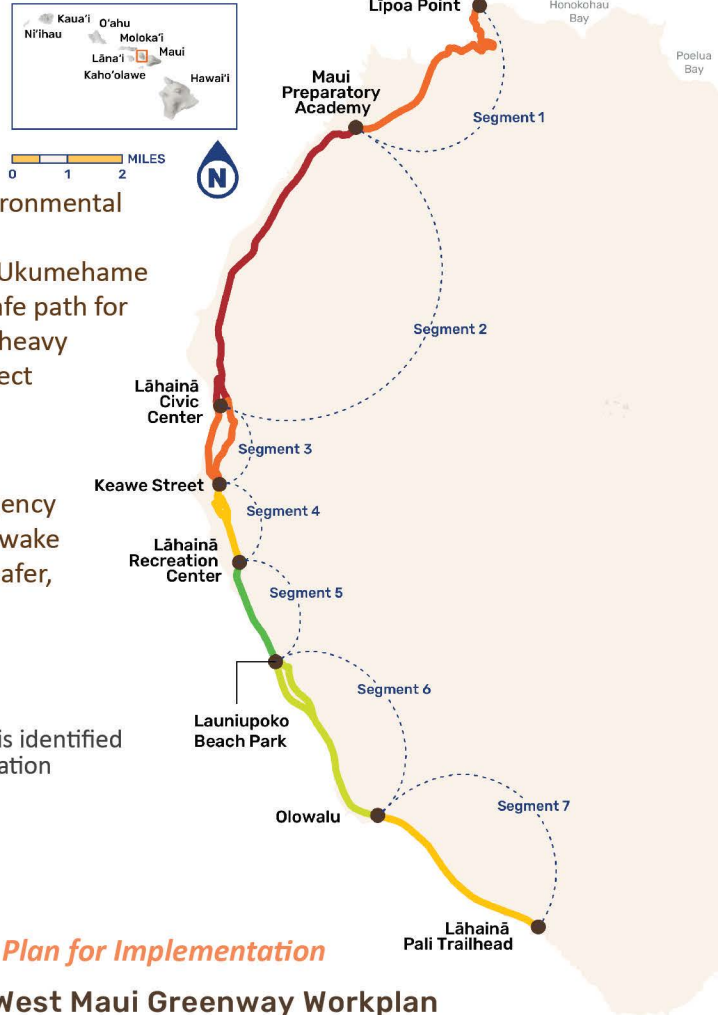 Kaua'i
O'ahu
Ni'ihau
Moloka'i
Lāna'i
Maui
Kaho'olawe
Hawai'i
MILES
0 1 2
N
Līpoa Point
Honokohau
Bay
Poelua
Bay
Maui
Preparatory
Academy
Segment 1
ronmental
Ukumehame
afe path for
heavy
ect
Segment 2
Lāhainā
Civic
Center
Segment 3
Keawe Street
ency
wake
afer,
Segment 4
Lāhainā
Recreation
Center
Segment 5
Segment 6
Launiupoko
Beach Park
is identified
ation
Olowalu
Segment 7
Lāhainā
Pali Trailhead
Plan for Implementation
West Maui Greenway Workplan